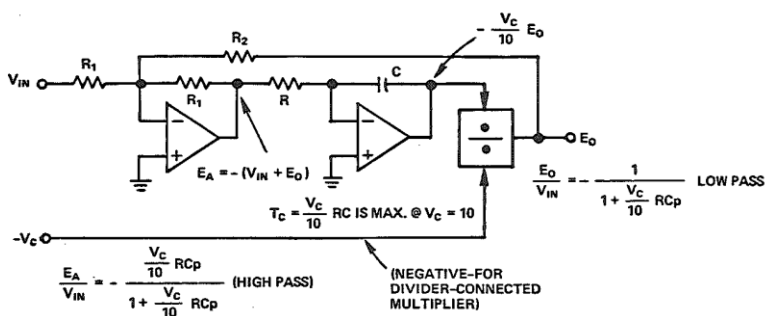 - Vc/10 Eo
R2
VIN
R1
R1
R
C
−
+
−
+
÷
Eo
EA = - (VIN + Eo)
Eo/VIN = - 1/(1 + Vc/10 RCp) LOW PASS
Tc = Vc/10 RC IS MAX. @ Vc = 10
-Vc
EA/VIN = - (Vc/10 RCp)/(1 + Vc/10 RCp) (HIGH PASS)
(NEGATIVE-FOR
DIVIDER-CONNECTED
MULTIPLIER)